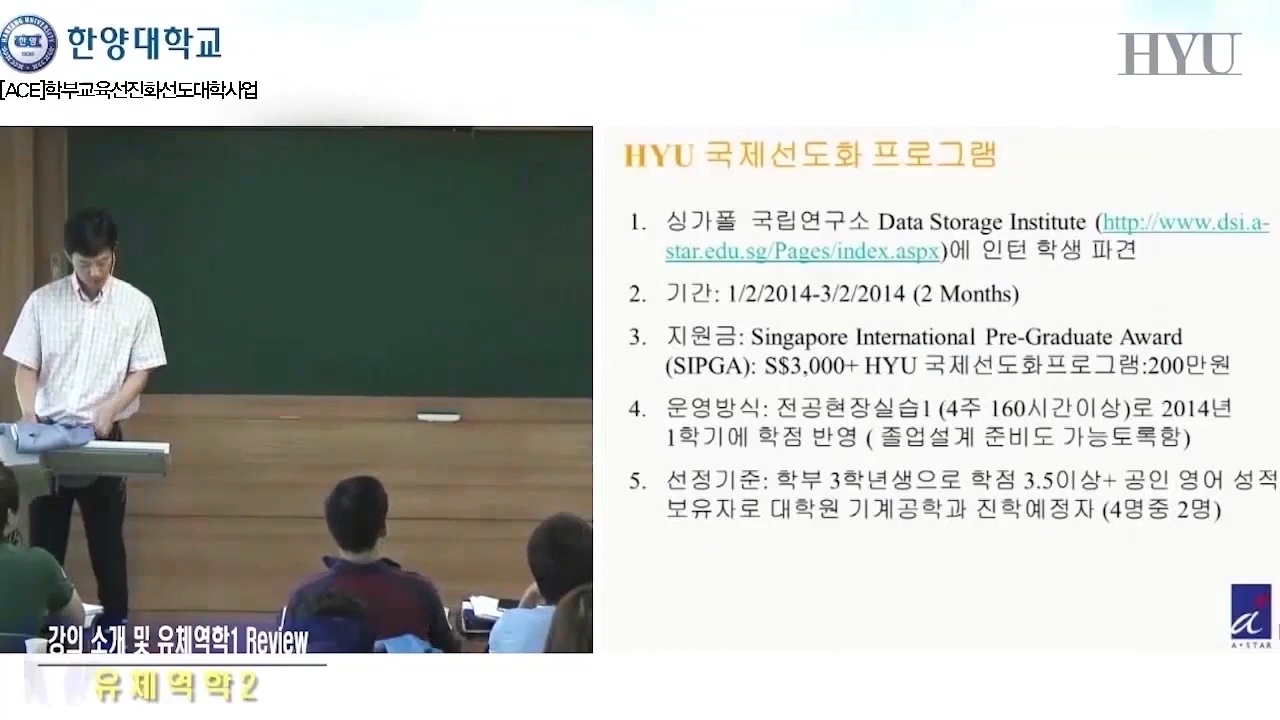 한양대학교
HYU
[ACE]학부교육선진화선도대학사업
HYU 국제선도화 프로그램
1. 싱가폴 국립연구소 Data Storage Institute (http://www.dsi.a-
star.edu.sg/Pages/index.aspx)에 인턴 학생 파견
2. 기간: 1/2/2014-3/2/2014 (2 Months)
3. 지원금: Singapore International Pre-Graduate Award
(SIPGA): S$3,000+ HYU 국제선도화프로그램:200만원
4. 운영방식: 전공현장실습1 (4주 160시간이상)로 2014년
1학기에 학점 반영 ( 졸업설계 준비도 가능토록함)
5. 선정기준: 학부 3학년생으로 학점 3.5이상+ 공인 영어 성적
보유자로 대학원 기계공학과 진학예정자 (4명중 2명)
A*STAR
강의 소개 및 유체역학1 Review
유체역학2